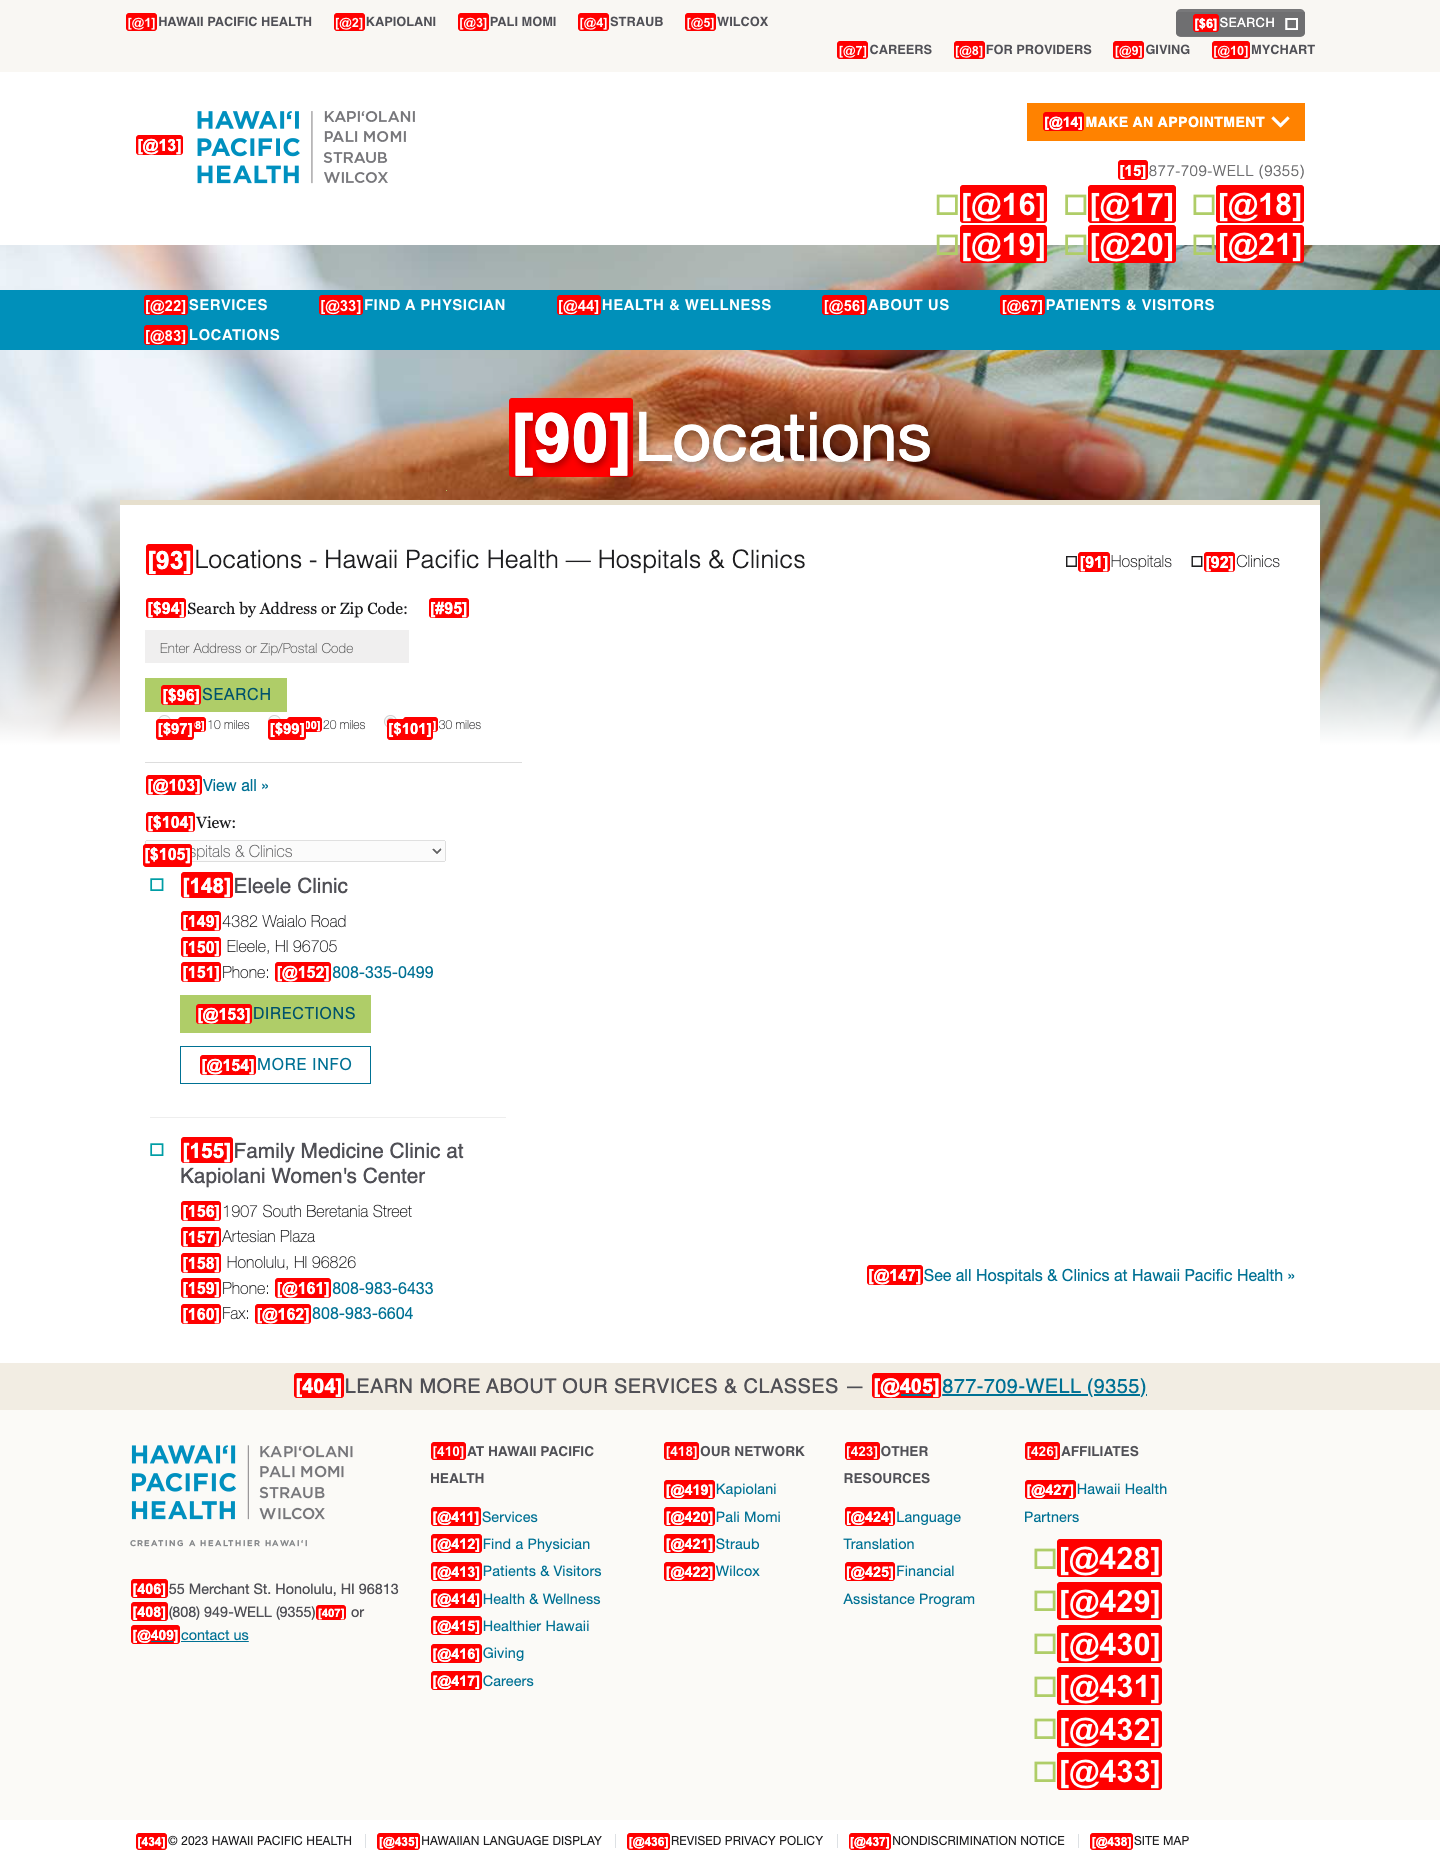 [@1]HAWAII PACIFIC HEALTH [@2]KAPIOLANI [@3]PALI MOMI [@4]STRAUB [@5]WILCOX
[$6]SEARCH
[@7]CAREERS [@8]FOR PROVIDERS [@9]GIVING [@10]MYCHART
[@13]
HAWAIʻI PACIFIC HEALTH
KAPIʻOLANI
PALI MOMI
STRAUB
WILCOX
[@14]MAKE AN APPOINTMENT
[15]877-709-WELL (9355)
[@16] [@17] [@18]
[@19] [@20] [@21]
[@22]SERVICES [@33]FIND A PHYSICIAN [@44]HEALTH & WELLNESS [@56]ABOUT US [@67]PATIENTS & VISITORS
[@83]LOCATIONS
[90]Locations
[93]Locations - Hawaii Pacific Health — Hospitals & Clinics
[91]Hospitals [92]Clinics
[$94]Search by Address or Zip Code: [#95]
Enter Address or Zip/Postal Code
[$96]SEARCH
[$97] 8]10 miles [$99] 00]20 miles [$101] ]30 miles
[@103]View all »
[$104]View:
[$105]spitals & Clinics
[148]Eleele Clinic
[149]4382 Waialo Road
[150] Eleele, HI 96705
[151]Phone: [@152]808-335-0499
[@153]DIRECTIONS
[@154]MORE INFO
[155]Family Medicine Clinic at
Kapiolani Women's Center
[156]1907 South Beretania Street
[157]Artesian Plaza
[158] Honolulu, HI 96826
[159]Phone: [@161]808-983-6433
[160]Fax: [@162]808-983-6604
[@147]See all Hospitals & Clinics at Hawaii Pacific Health »
[404]LEARN MORE ABOUT OUR SERVICES & CLASSES — [@405]877-709-WELL (9355)
HAWAIʻI PACIFIC HEALTH
KAPIʻOLANI
PALI MOMI
STRAUB
WILCOX
CREATING A HEALTHIER HAWAIʻI
[406]55 Merchant St. Honolulu, HI 96813
[408](808) 949-WELL (9355)[407] or
[@409]contact us
[410]AT HAWAII PACIFIC
HEALTH
[@411]Services
[@412]Find a Physician
[@413]Patients & Visitors
[@414]Health & Wellness
[@415]Healthier Hawaii
[@416]Giving
[@417]Careers
[418]OUR NETWORK
[@419]Kapiolani
[@420]Pali Momi
[@421]Straub
[@422]Wilcox
[423]OTHER
RESOURCES
[@424]Language
Translation
[@425]Financial
Assistance Program
[426]AFFILIATES
[@427]Hawaii Health
Partners
[@428]
[@429]
[@430]
[@431]
[@432]
[@433]
[434]© 2023 HAWAII PACIFIC HEALTH [@435]HAWAIIAN LANGUAGE DISPLAY [@436]REVISED PRIVACY POLICY [@437]NONDISCRIMINATION NOTICE [@438]SITE MAP